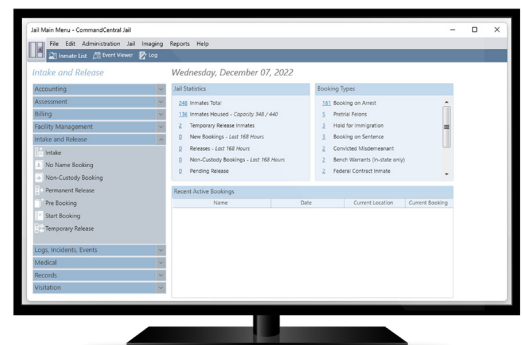 Jail Main Menu - CommandCentral Jail
File Edit Administration Jail Imaging Reports Help
Inmate List Event Viewer Log
Intake and Release
Wednesday, December 07, 2022
Accounting
Assessment
Billing
Facility Management
Intake and Release
Intake
No Name Booking
Non-Custody Booking
Permanent Release
Pre Booking
Start Booking
Temporary Release
Logs, Incidents, Events
Medical
Records
Visitation
Jail Statistics
348 Inmates Total
136 Inmates Housed - Capacity 348 / 440
2 Temporary Release Inmates
0 New Bookings - Last 168 Hours
0 Releases - Last 168 Hours
0 Non-Custody Bookings - Last 168 Hours
0 Pending Release
Booking Types
161 Booking on Arrest
Pretrial Felons
Hold for Immigration
Booking on Sentence
2 Convicted Misdemeanant
2 Bench Warrants (in-state only)
2 Federal Contract Inmate
Recent Active Bookings
Name Date Current Location Current Booking